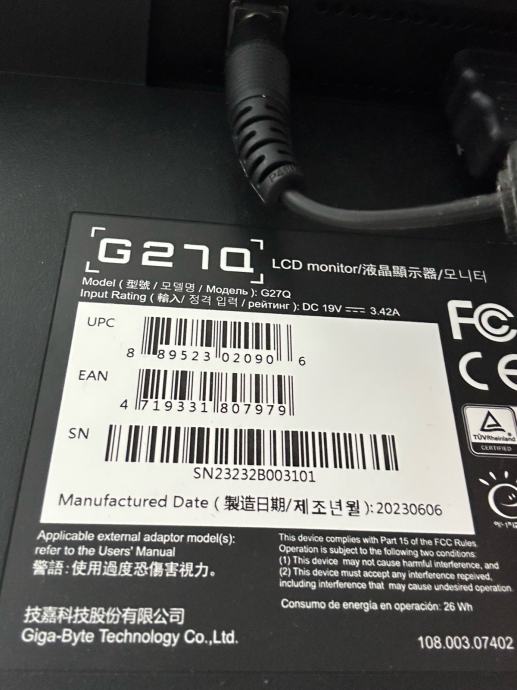 G27Q LCD monitor/液晶顯示器/모니터
Model ( 型號 / 모델명 / Модель ): G27Q
Input Rating ( 輸入/ 정격 입력 / рейтинг ): DC 19V ⎓ 3.42A
UPC
8 89523 02090 6
EAN
4 719331 807979
SN
SN23232B003101
Manufactured Date ( 製造日期/제조년월 ):20230606
FC
CE
TÜVRheinland
CERTIFIED
Applicable external adaptor model(s):
refer to the Users' Manual
警語:使用過度恐傷害視力。
This device complies with Part 15 of the FCC Rules.
Operation is subject to the following two conditions:
(1) This device may not cause harmful interference, and
(2) This device must accept any interference received,
including interference that may cause undesired operation.
Consumo de energía en operación: 26 Wh
技嘉科技股份有限公司
Giga-Byte Technology Co.,Ltd.
108.003.07402